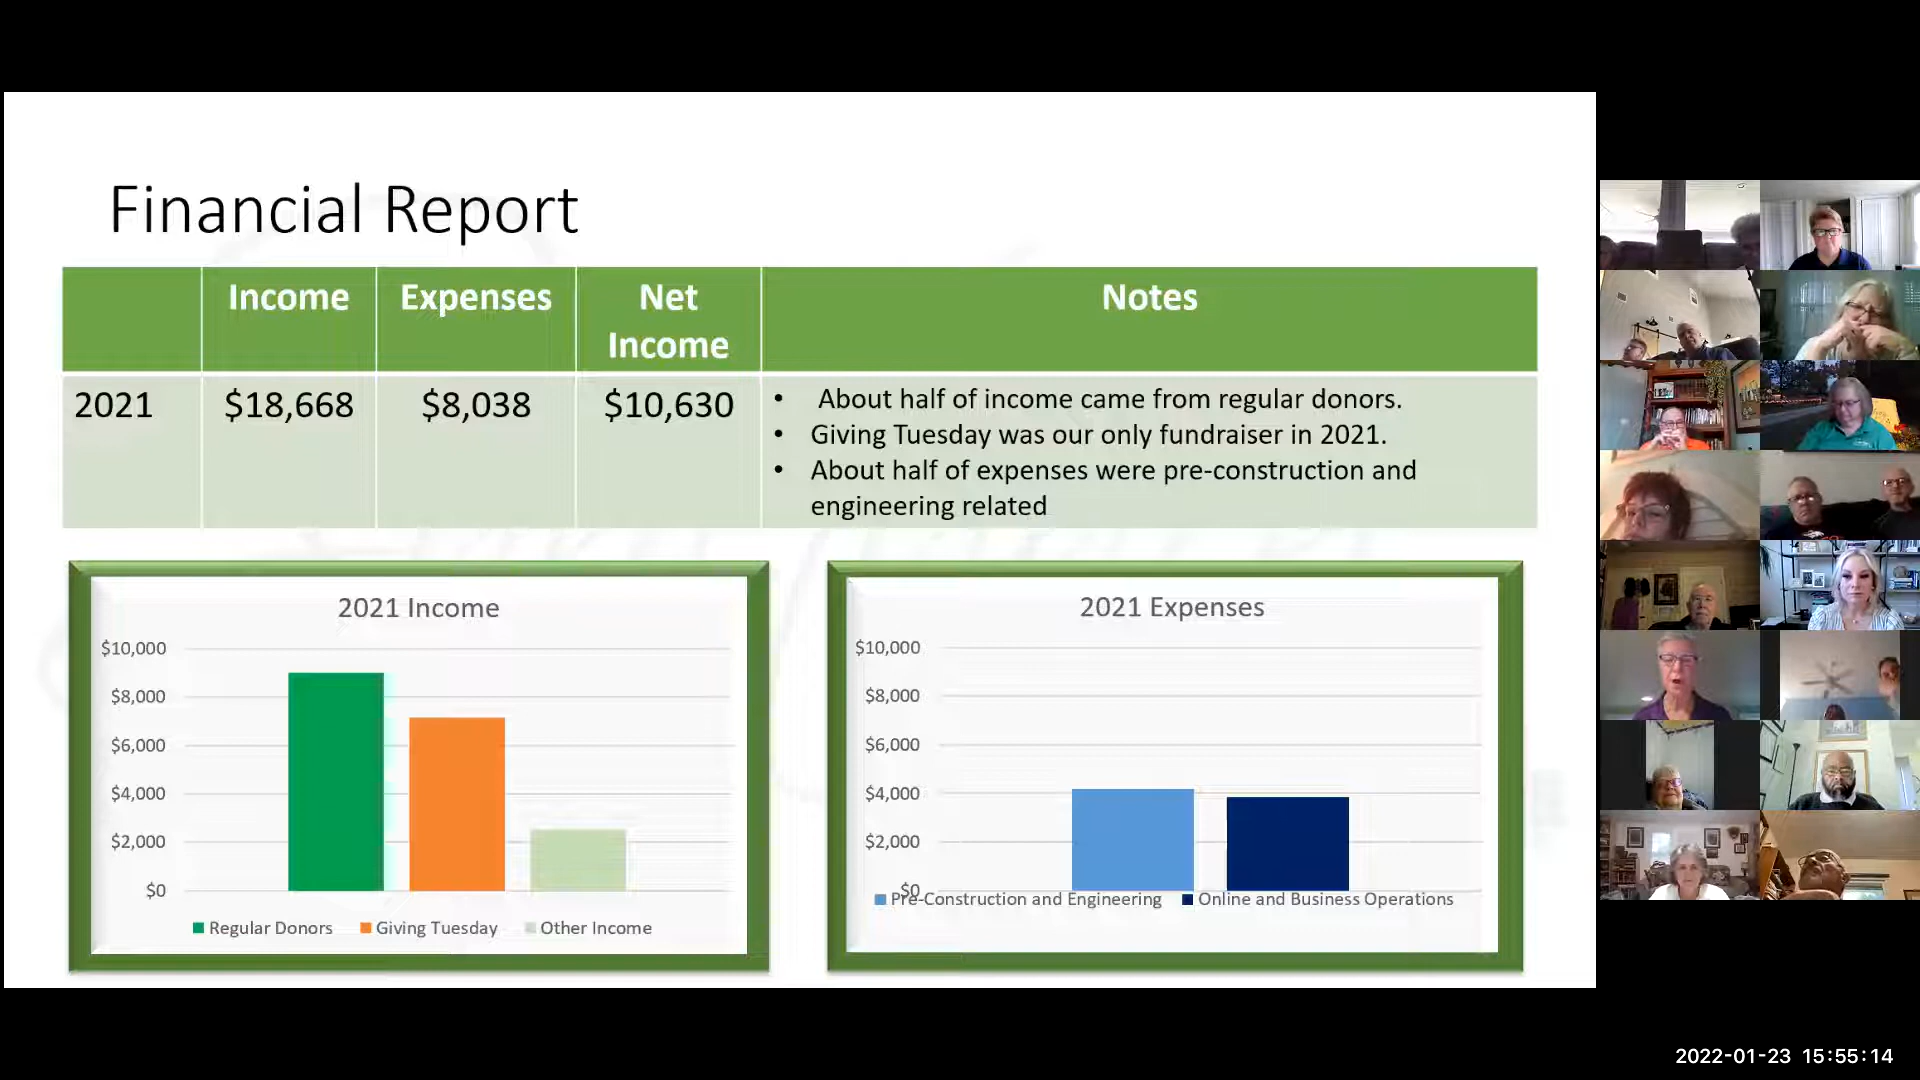 Financial Report
Income
Expenses
Net
Income
Notes
2021
$18,668
$8,038
$10,630
• About half of income came from regular donors.
• Giving Tuesday was our only fundraiser in 2021.
• About half of expenses were pre-construction and
engineering related
2021 Income
$10,000
$8,000
$6,000
$4,000
$2,000
$0
Regular Donors
Giving Tuesday
Other Income
2021 Expenses
$10,000
$8,000
$6,000
$4,000
$2,000
$0
Pre-Construction and Engineering
Online and Business Operations
2022-01-23 15:55:14